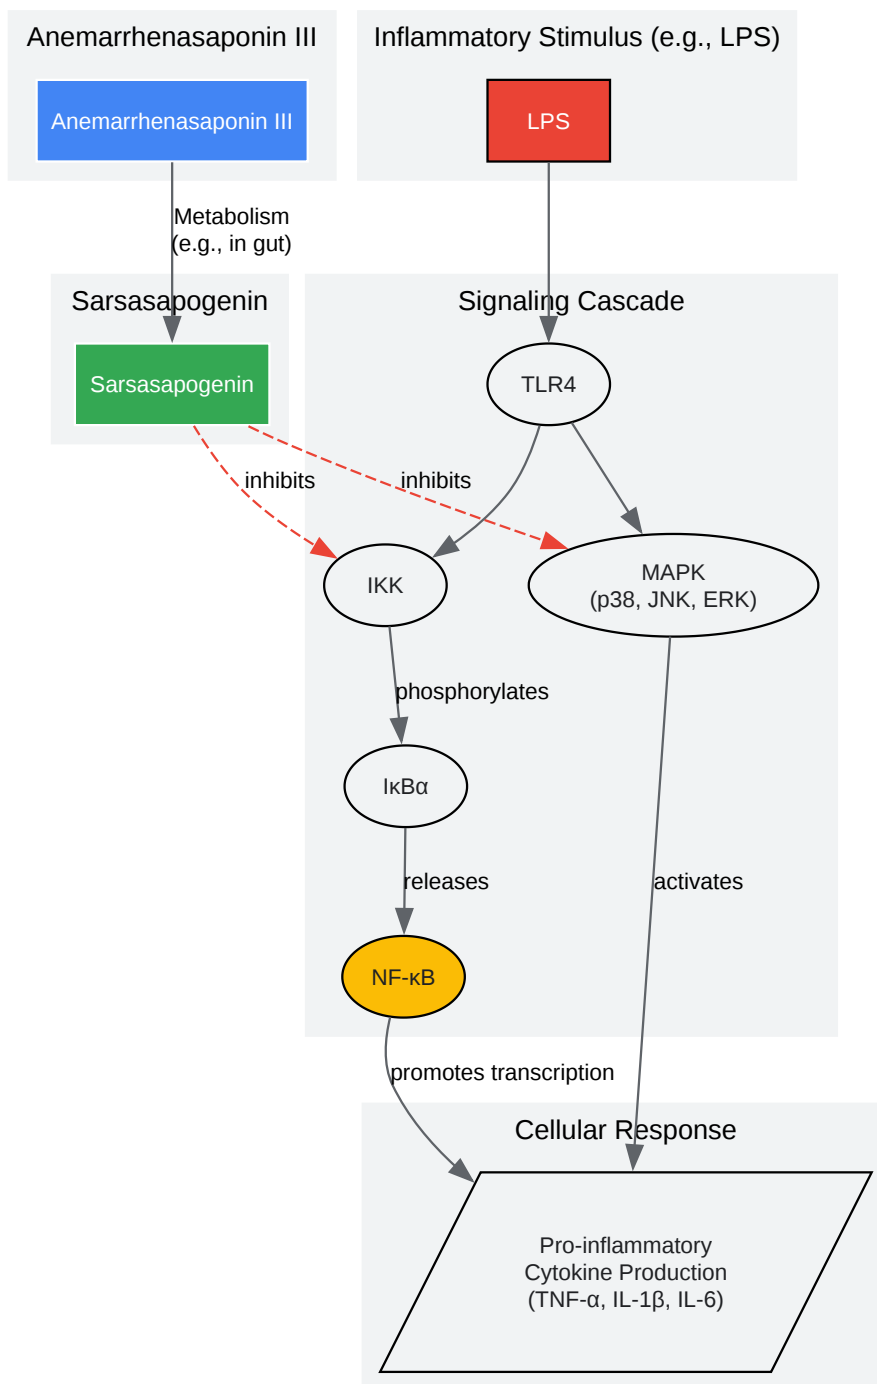 Anemarrhenasaponin III
Inflammatory Stimulus (e.g., LPS)
Anemarrhenasaponin III
LPS
Metabolism
(e.g., in gut)
Sarsasapogenin
Signaling Cascade
Sarsasapogenin
TLR4
inhibits
inhibits
IKK
MAPK
(p38, JNK, ERK)
phosphorylates
IκBα
releases
activates
NF-κB
promotes transcription
Cellular Response
Pro-inflammatory
Cytokine Production
(TNF-α, IL-1β, IL-6)